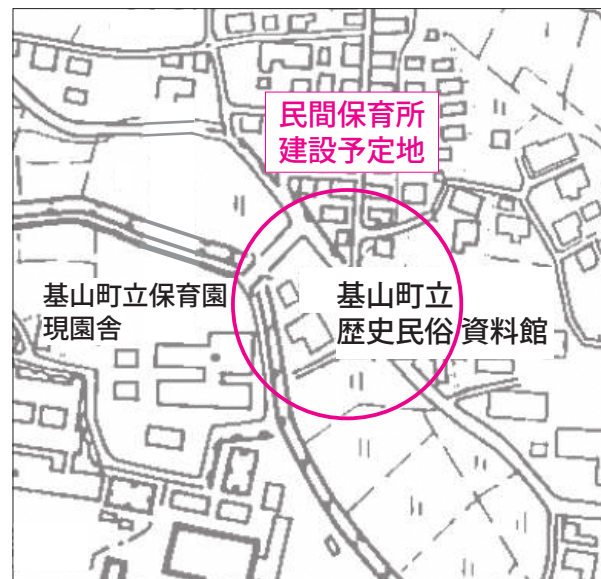 民間保育所
建設予定地
基山町立保育園
現園舎
基山町立
歴史民俗資料館